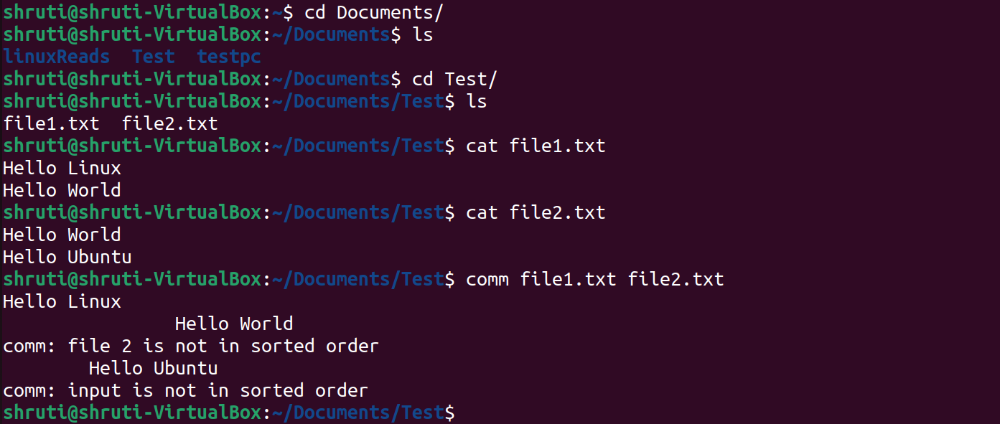 shruti@shruti-VirtualBox:~$ cd Documents/
shruti@shruti-VirtualBox:~/Documents$ ls
linuxReads  Test  testpc
shruti@shruti-VirtualBox:~/Documents$ cd Test/
shruti@shruti-VirtualBox:~/Documents/Test$ ls
file1.txt  file2.txt
shruti@shruti-VirtualBox:~/Documents/Test$ cat file1.txt
Hello Linux
Hello World
shruti@shruti-VirtualBox:~/Documents/Test$ cat file2.txt
Hello World
Hello Ubuntu
shruti@shruti-VirtualBox:~/Documents/Test$ comm file1.txt file2.txt
Hello Linux
                Hello World
comm: file 2 is not in sorted order
        Hello Ubuntu
comm: input is not in sorted order
shruti@shruti-VirtualBox:~/Documents/Test$